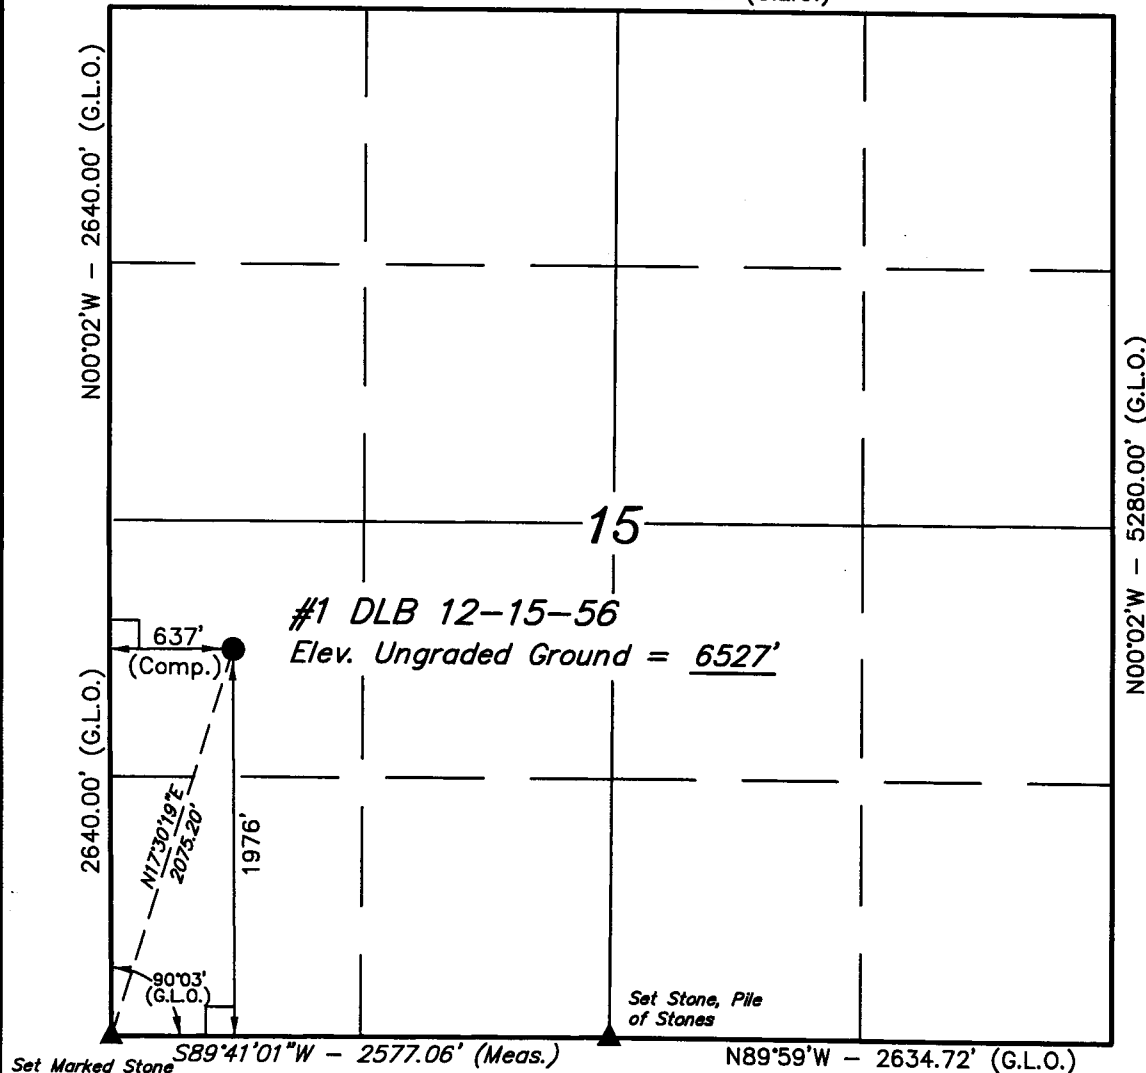 N00°02'W – 2640.00' (G.L.O.)
15
N00°02'W – 5280.00' (G.L.O.)
#1 DLB 12–15–56
Elev. Ungraded Ground = 6527'
637'
(Comp.)
2640.00' (G.L.O.)
N17°30'19"E
2075.20'
1976'
90°03'
(G.L.O.)
Set Stone, Pile
of Stones
Set Marked Stone
S89°41'01"W – 2577.06' (Meas.)
N89°59'W – 2634.72' (G.L.O.)